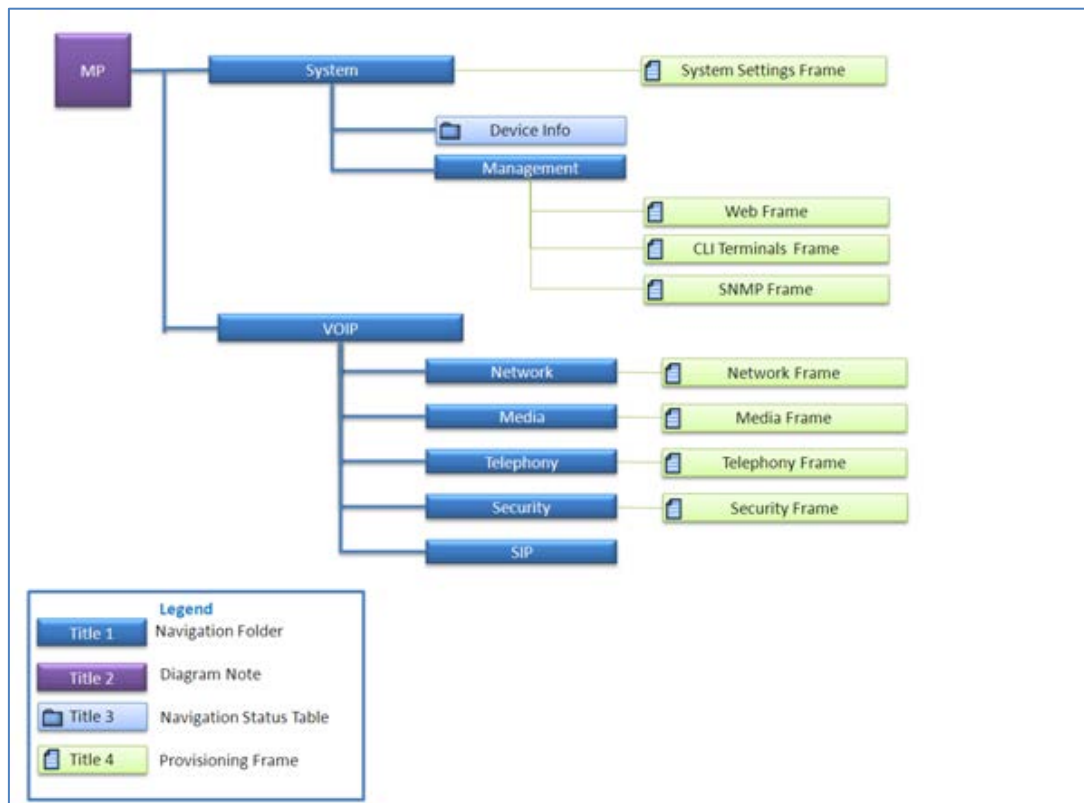 MP
System
System Settings Frame
Device Info
Management
Web Frame
CLI Terminals Frame
SNMP Frame
VOIP
Network
Network Frame
Media
Media Frame
Telephony
Telephony Frame
Security
Security Frame
SIP
Legend
Title 1 Navigation Folder
Title 2 Diagram Note
Title 3 Navigation Status Table
Title 4 Provisioning Frame